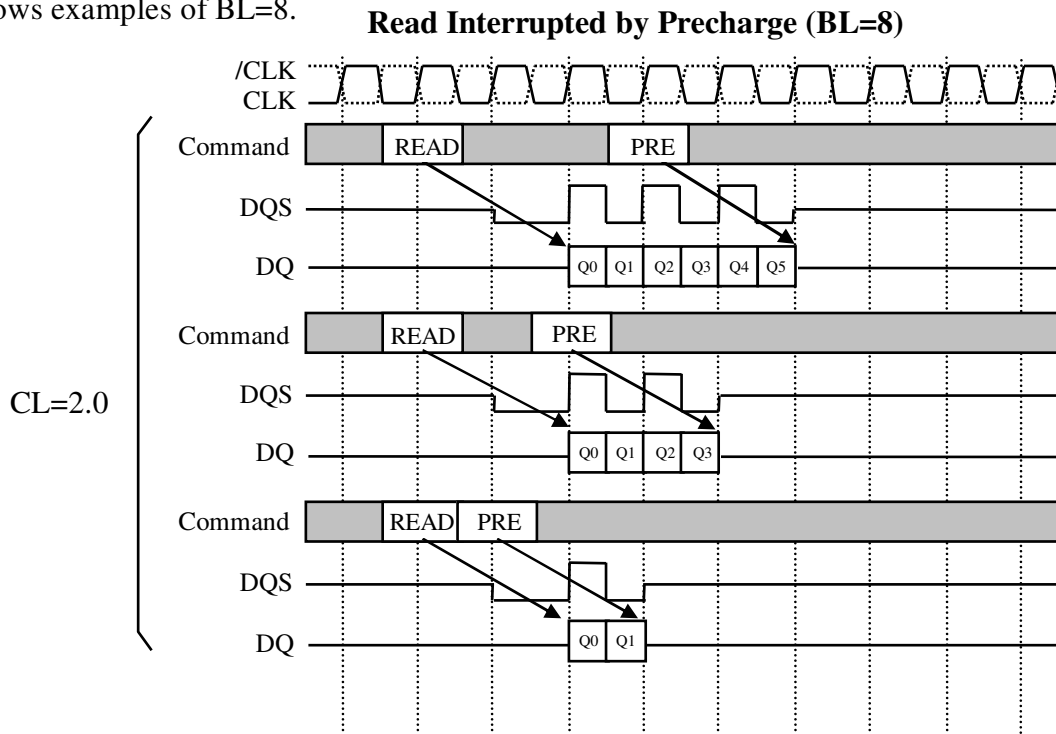 ows examples of BL=8.
Read Interrupted by Precharge (BL=8)
/CLK
CLK
Command READ PRE
DQS
DQ Q0 Q1 Q2 Q3 Q4 Q5
Command READ PRE
CL=2.0
DQS
DQ Q0 Q1 Q2 Q3
Command READ PRE
DQS
DQ Q0 Q1